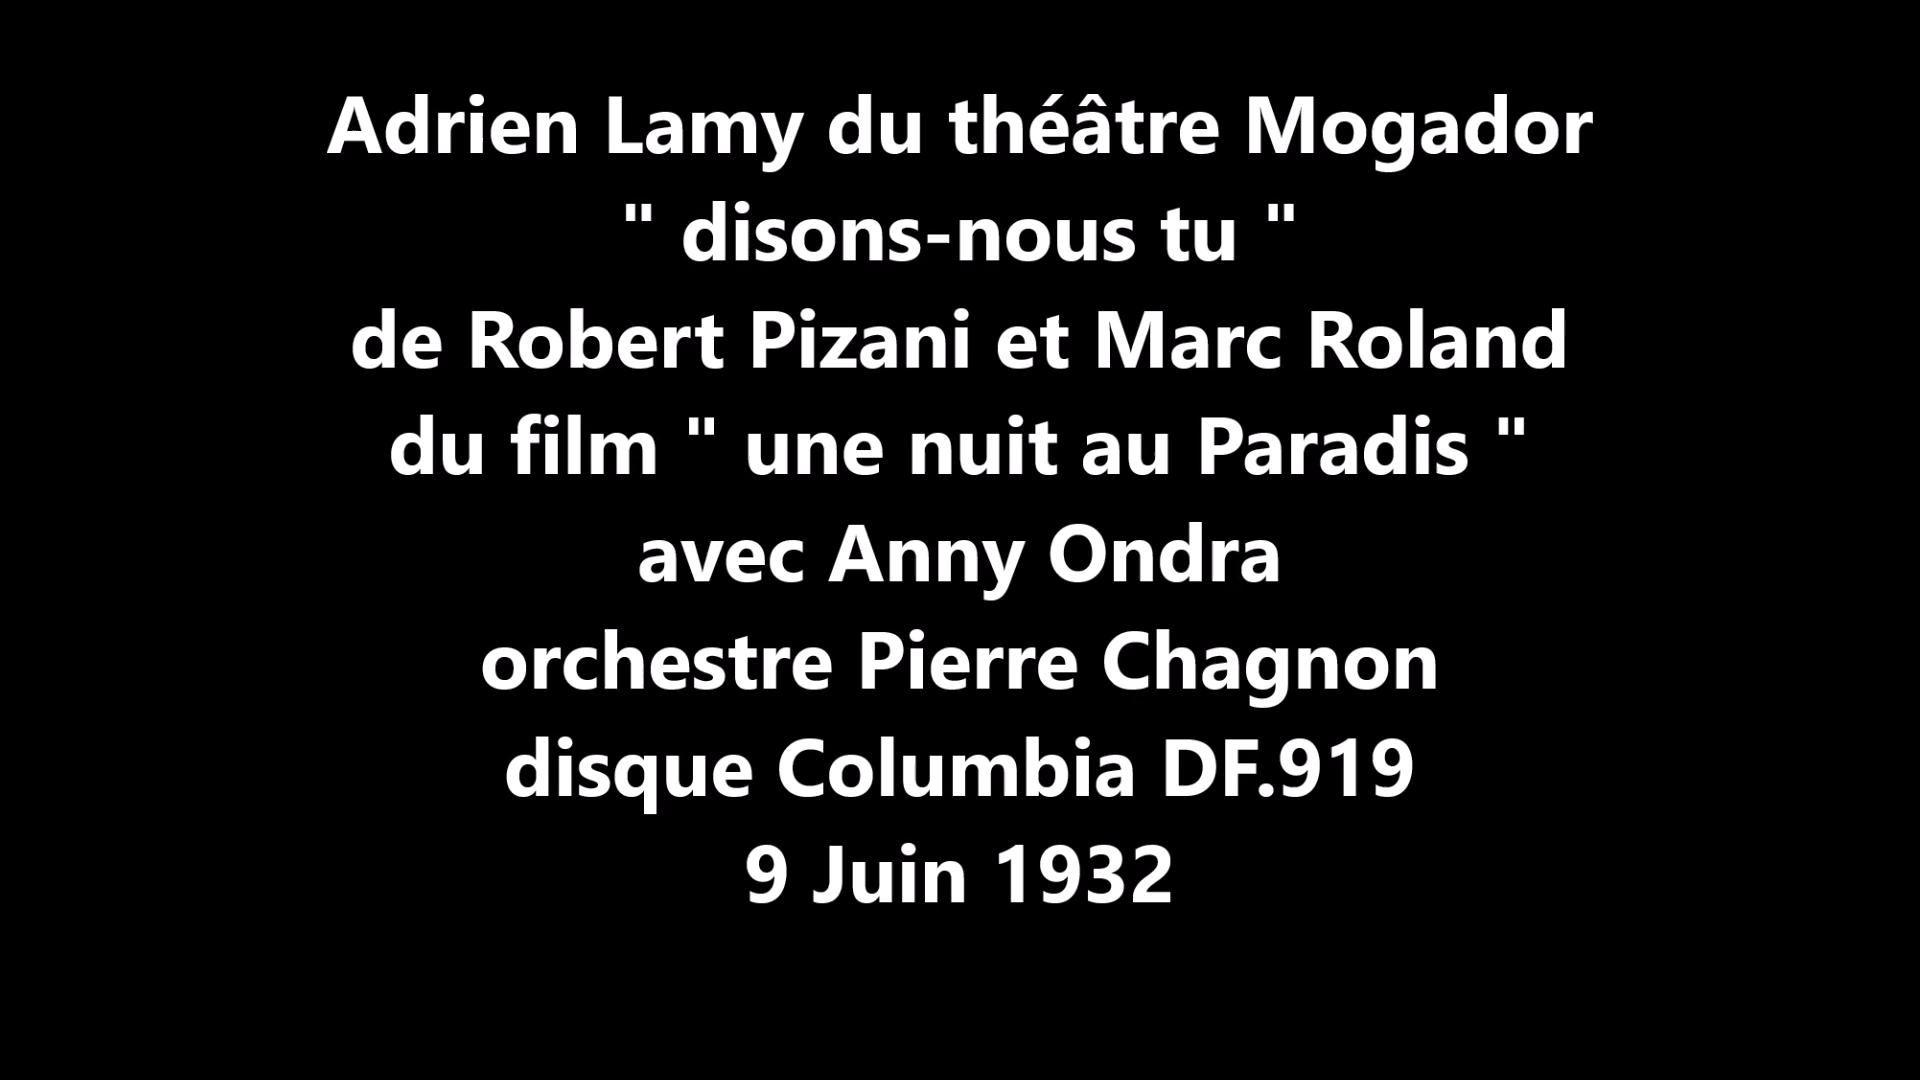 Adrien Lamy du théâtre Mogador
" disons-nous tu "
de Robert Pizani et Marc Roland
du film " une nuit au Paradis "
avec Anny Ondra
orchestre Pierre Chagnon
disque Columbia DF.919
9 Juin 1932